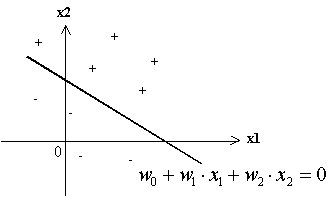 x2
+ +
+ +
+
- -
x1
0
- -
w₀ + w₁ · x₁ + w₂ · x₂ = 0